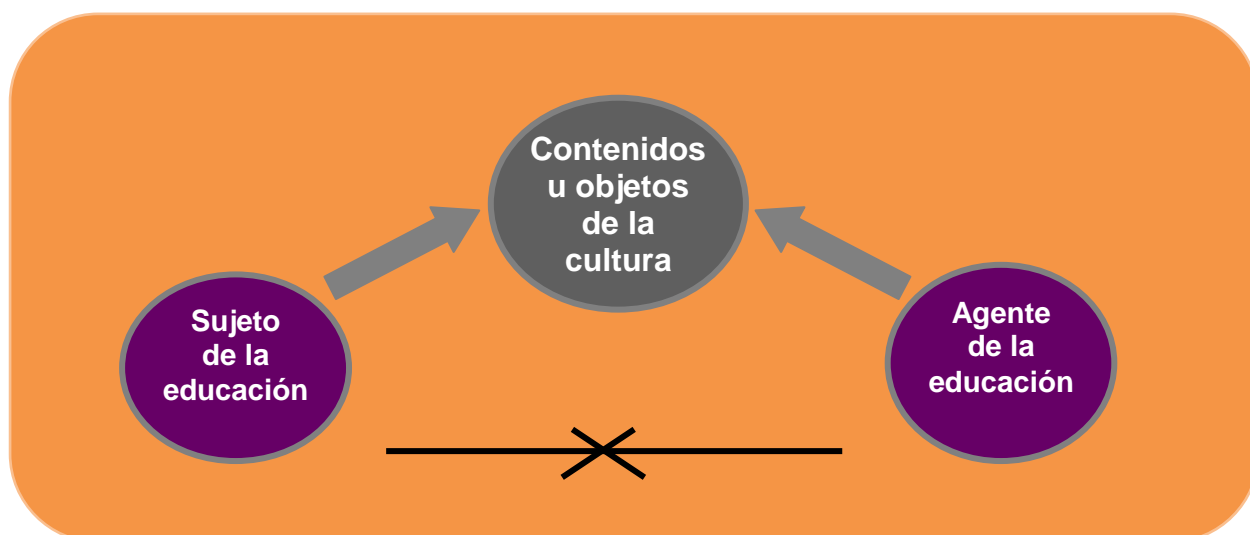 Contenidos
u objetos
de la
cultura
Sujeto
de la
educación
Agente
de la
educación